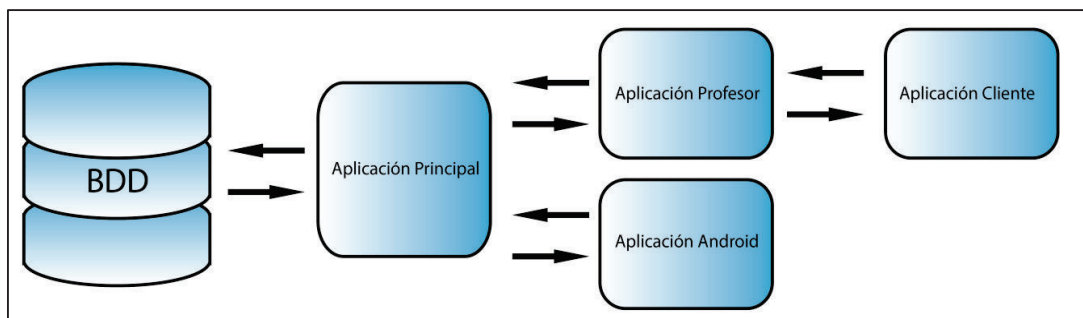 BDD
Aplicación Principal
Aplicación Profesor
Aplicación Cliente
Aplicación Android